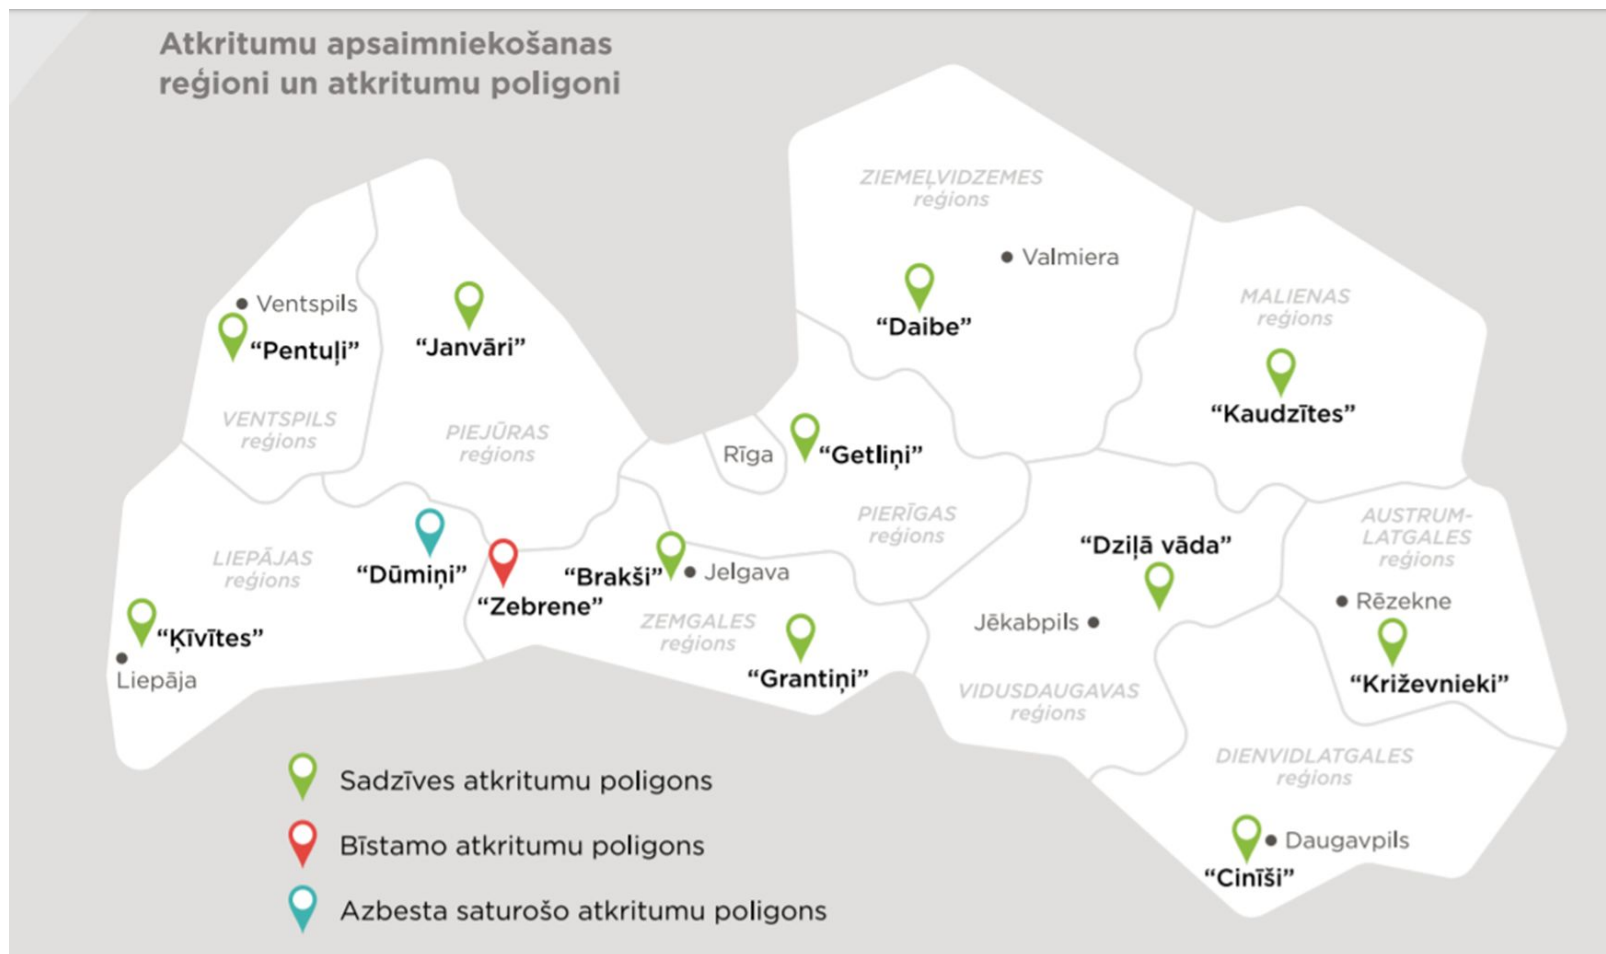 Atkritumu apsaimniekošanas
reģioni un atkritumu poligoni
ZIEMEĻVIDZEMES
reģions
Valmiera
“Daibe”
MALIENAS
reģions
“Kaudzītes”
Ventspils
“Pentuļi”
VENTSPILS
reģions
“Janvāri”
PIEJŪRAS
reģions
Rīga
“Getliņi”
PIERĪGAS
reģions
LIEPĀJAS
reģions
“Dūmiņi”
“Zebrene”
“Brakši”
Jelgava
ZEMGALES
reģions
“Grantiņi”
“Ķīvītes”
Liepāja
“Dziļā vāda”
Jēkabpils
VIDUSDAUGAVAS
reģions
AUSTRUM-
LATGALES
reģions
Rēzekne
“Križevnieki”
DIENVIDLATGALES
reģions
Daugavpils
“Cinīši”
Sadzīves atkritumu poligons
Bīstamo atkritumu poligons
Azbesta saturošo atkritumu poligons